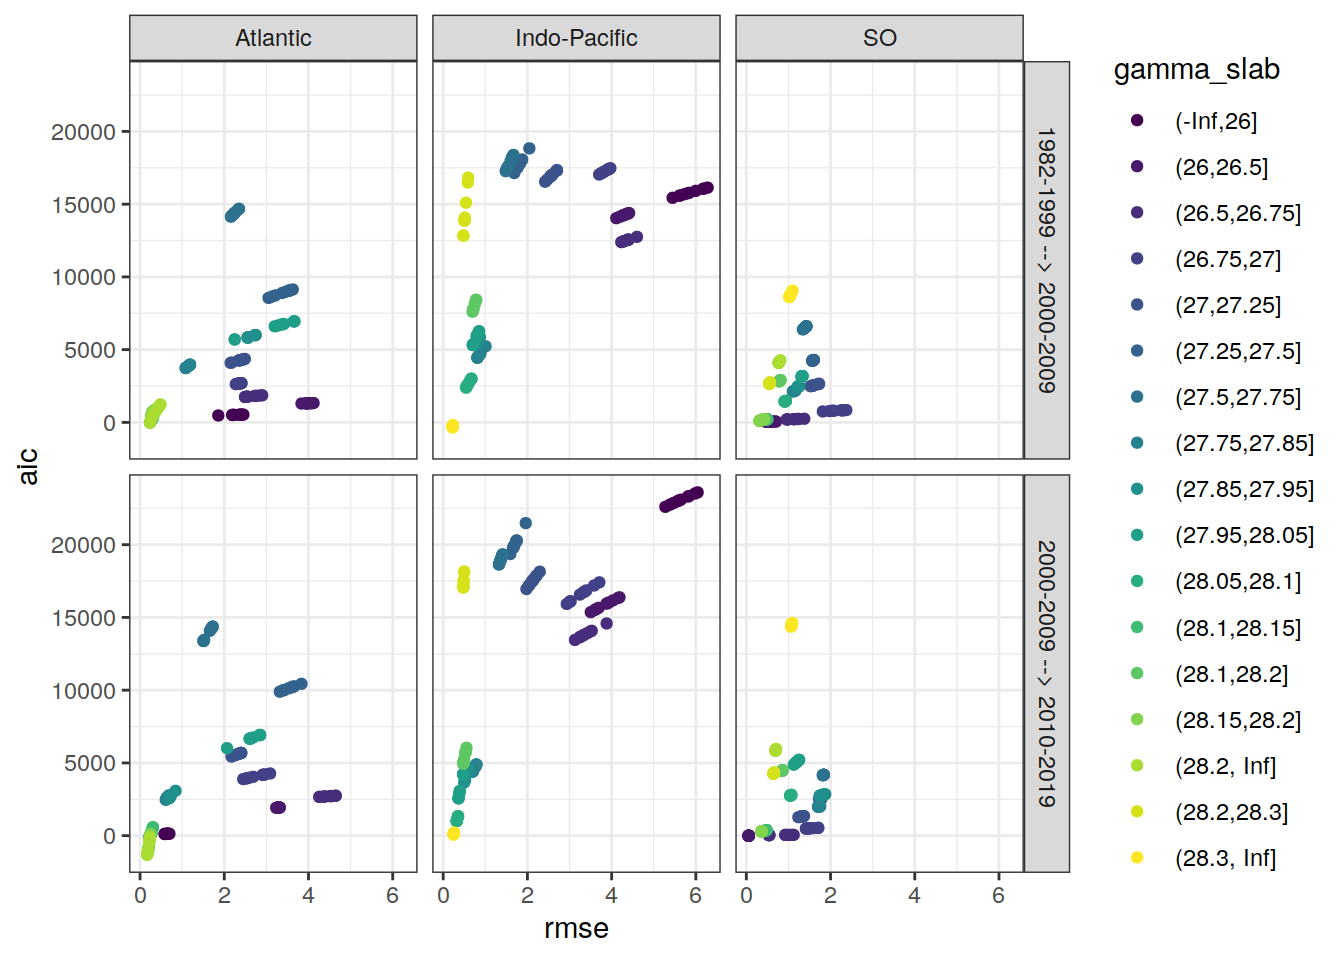 Atlantic
Indo-Pacific
SO
20000
15000
10000
5000
0
1982-1999 --> 2000-2009
20000
15000
10000
5000
0
2000-2009 --> 2010-2019
0 2 4 6
0 2 4 6
0 2 4 6
rmse
aic
gamma_slab
(-Inf,26]
(26,26.5]
(26.5,26.75]
(26.75,27]
(27,27.25]
(27.25,27.5]
(27.5,27.75]
(27.75,27.85]
(27.85,27.95]
(27.95,28.05]
(28.05,28.1]
(28.1,28.15]
(28.1,28.2]
(28.15,28.2]
(28.2, Inf]
(28.2,28.3]
(28.3, Inf]